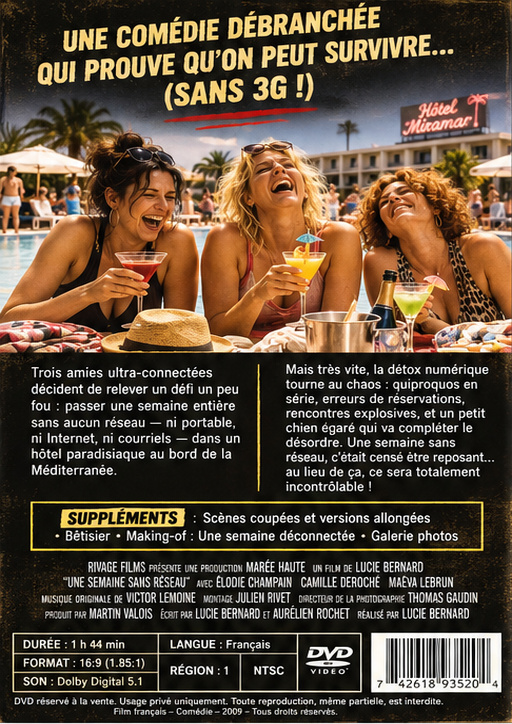 UNE COMÉDIE DÉBRANCHÉE
QUI PROUVE QU'ON PEUT SURVIVRE...
(SANS 3G !)
Hôtel
Miramar
Trois amies ultra-connectées
décident de relever un défi un peu
fou : passer une semaine entière
sans aucun réseau — ni portable,
ni Internet, ni courriels — dans un
hôtel paradisiaque au bord de la
Méditerranée.
Mais très vite, la détox numérique
tourne au chaos : quiproquos en
série, erreurs de réservations,
rencontres explosives, et un petit
chien égaré qui va compléter le
désordre. Une semaine sans
réseau, c'était censé être reposant...
au lieu de ça, ce sera totalement
incontrôlable !
SUPPLÉMENTS : Scènes coupées et versions allongées
• Bêtisier • Making-of : Une semaine déconnectée • Galerie photos
RIVAGE FILMS PRÉSENTE UNE PRODUCTION MARÉE HAUTE UN FILM DE LUCIE BERNARD
"UNE SEMAINE SANS RÉSEAU" AVEC ÉLODIE CHAMPAIN CAMILLE DEROCHÉ MAËVA LEBRUN
MUSIQUE ORIGINALE DE VICTOR LEMOINE MONTAGE JULIEN RIVET DIRECTEUR DE LA PHOTOGRAPHIE THOMAS GAUDIN
PRODUIT PAR MARTIN VALOIS ÉCRIT PAR LUCIE BERNARD ET AURÉLIEN ROCHET RÉALISÉ PAR LUCIE BERNARD
DURÉE : 1 h 44 min
FORMAT : 16:9 (1.85:1)
SON : Dolby Digital 5.1
LANGUE : Français
RÉGION : 1
NTSC
DVD
VIDEO
7 42618 93520 4
DVD réservé à la vente. Usage privé uniquement. Toute reproduction, même partielle, est interdite.
Film français – Comédie – 2009 – Tous droits réservés.